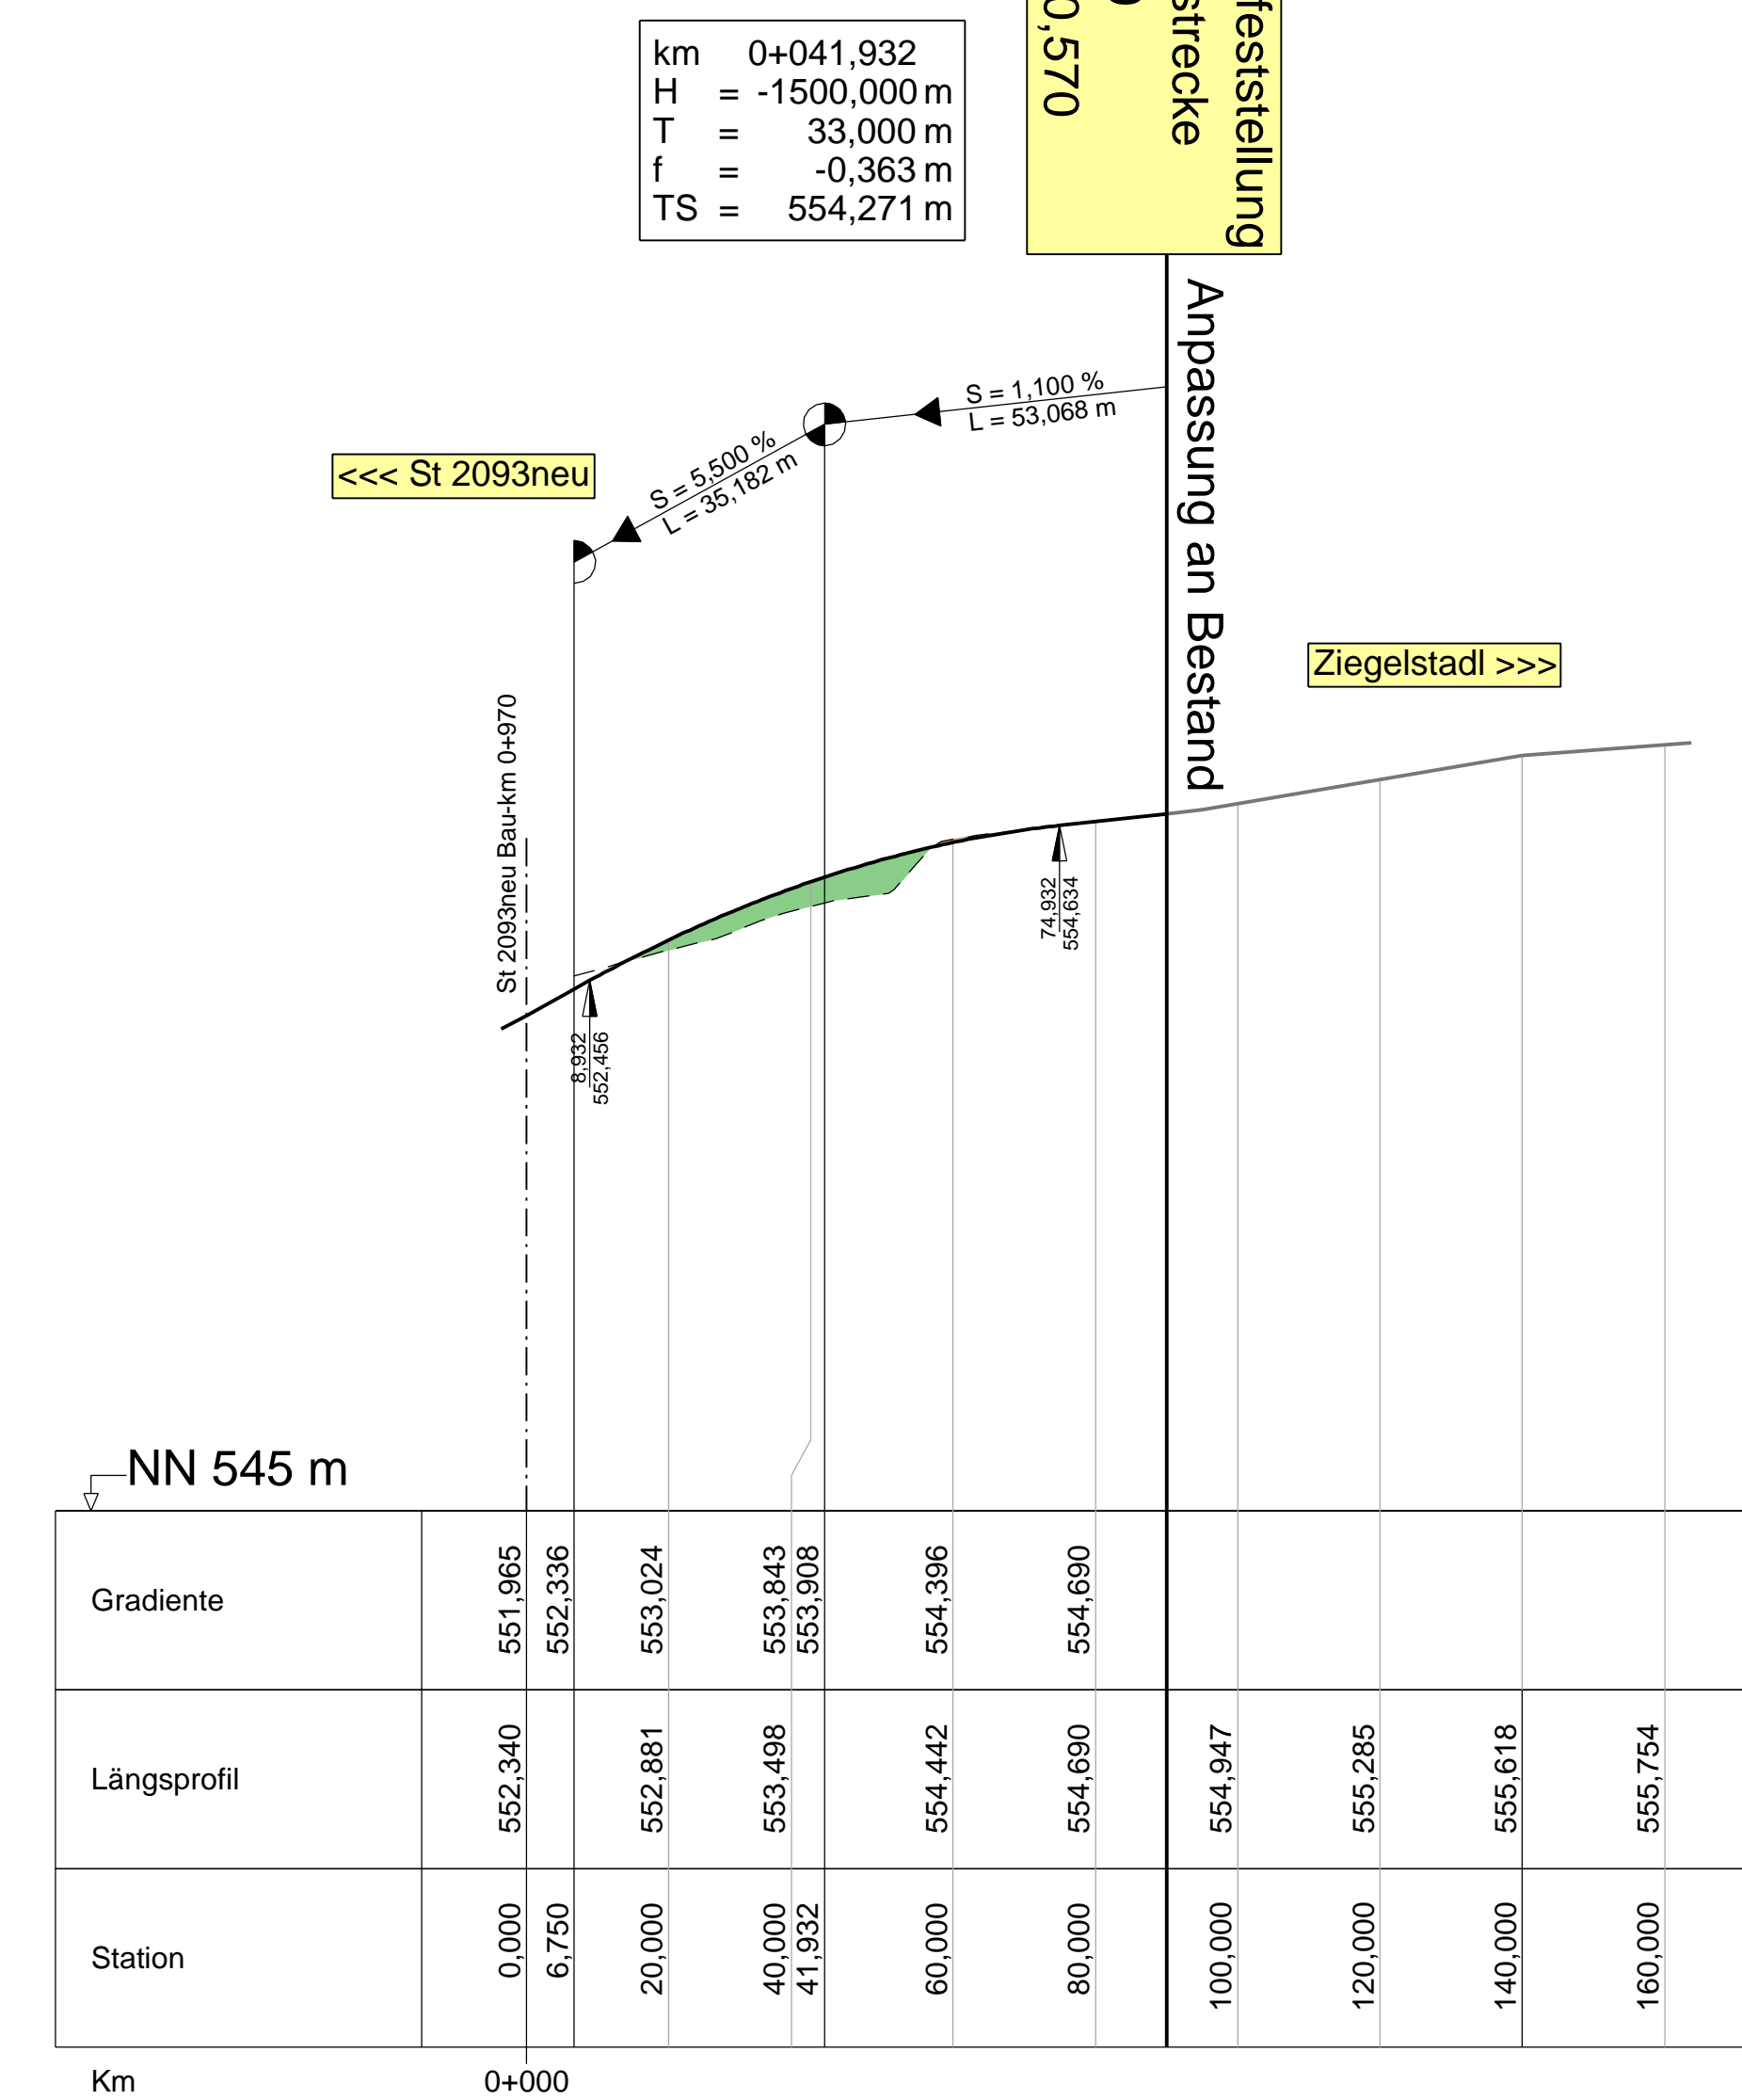 km 0+041,932
H = -1500,000 m
T = 33,000 m
f = -0,363 m
TS = 554,271 m
feststellung
strecke
0,570
Anpassung an Bestand
S = 1,100 %
L = 53,068 m
S = 5,500 %
L = 35,182 m
<<< St 2093neu
Ziegelstadl >>>
St 2093neu Bau-km 0+970
74,932
554,634
8,932
552,456
NN 545 m
Gradiente 551,965 552,336 553,024 553,843 553,908 554,396 554,690
Längsprofil 552,340 552,881 553,498 554,442 554,690 554,947 555,285 555,618 555,754
Station 0,000 6,750 20,000 40,000 41,932 60,000 80,000 100,000 120,000 140,000 160,000
Km 0+000